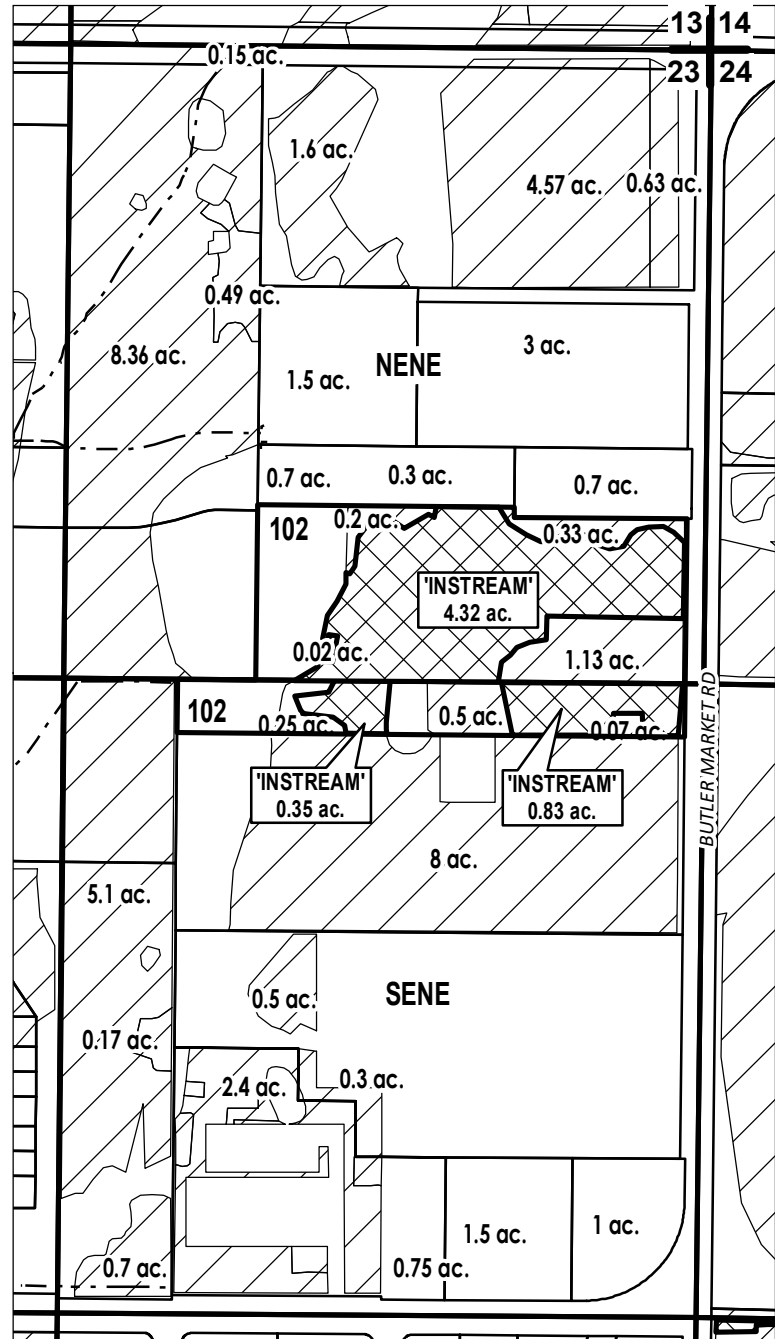 13 14
0.15 ac.
23 24
1.6 ac.
4.57 ac. 0.63 ac.
0.49 ac.
8.36 ac.
3 ac.
1.5 ac. NENE
0.7 ac. 0.3 ac. 0.7 ac.
102 0.2 ac. 0.33 ac.
'INSTREAM'
4.32 ac.
0.02 ac. 1.13 ac.
102 0.25 ac. 0.5 ac. 0.07 ac.
BUTLER MARKET RD
'INSTREAM'
0.35 ac.
'INSTREAM'
0.83 ac.
8 ac.
5.1 ac.
0.5 ac. SENE
0.17 ac.
2.4 ac. 0.3 ac.
1.5 ac. 1 ac.
0.7 ac. 0.75 ac.